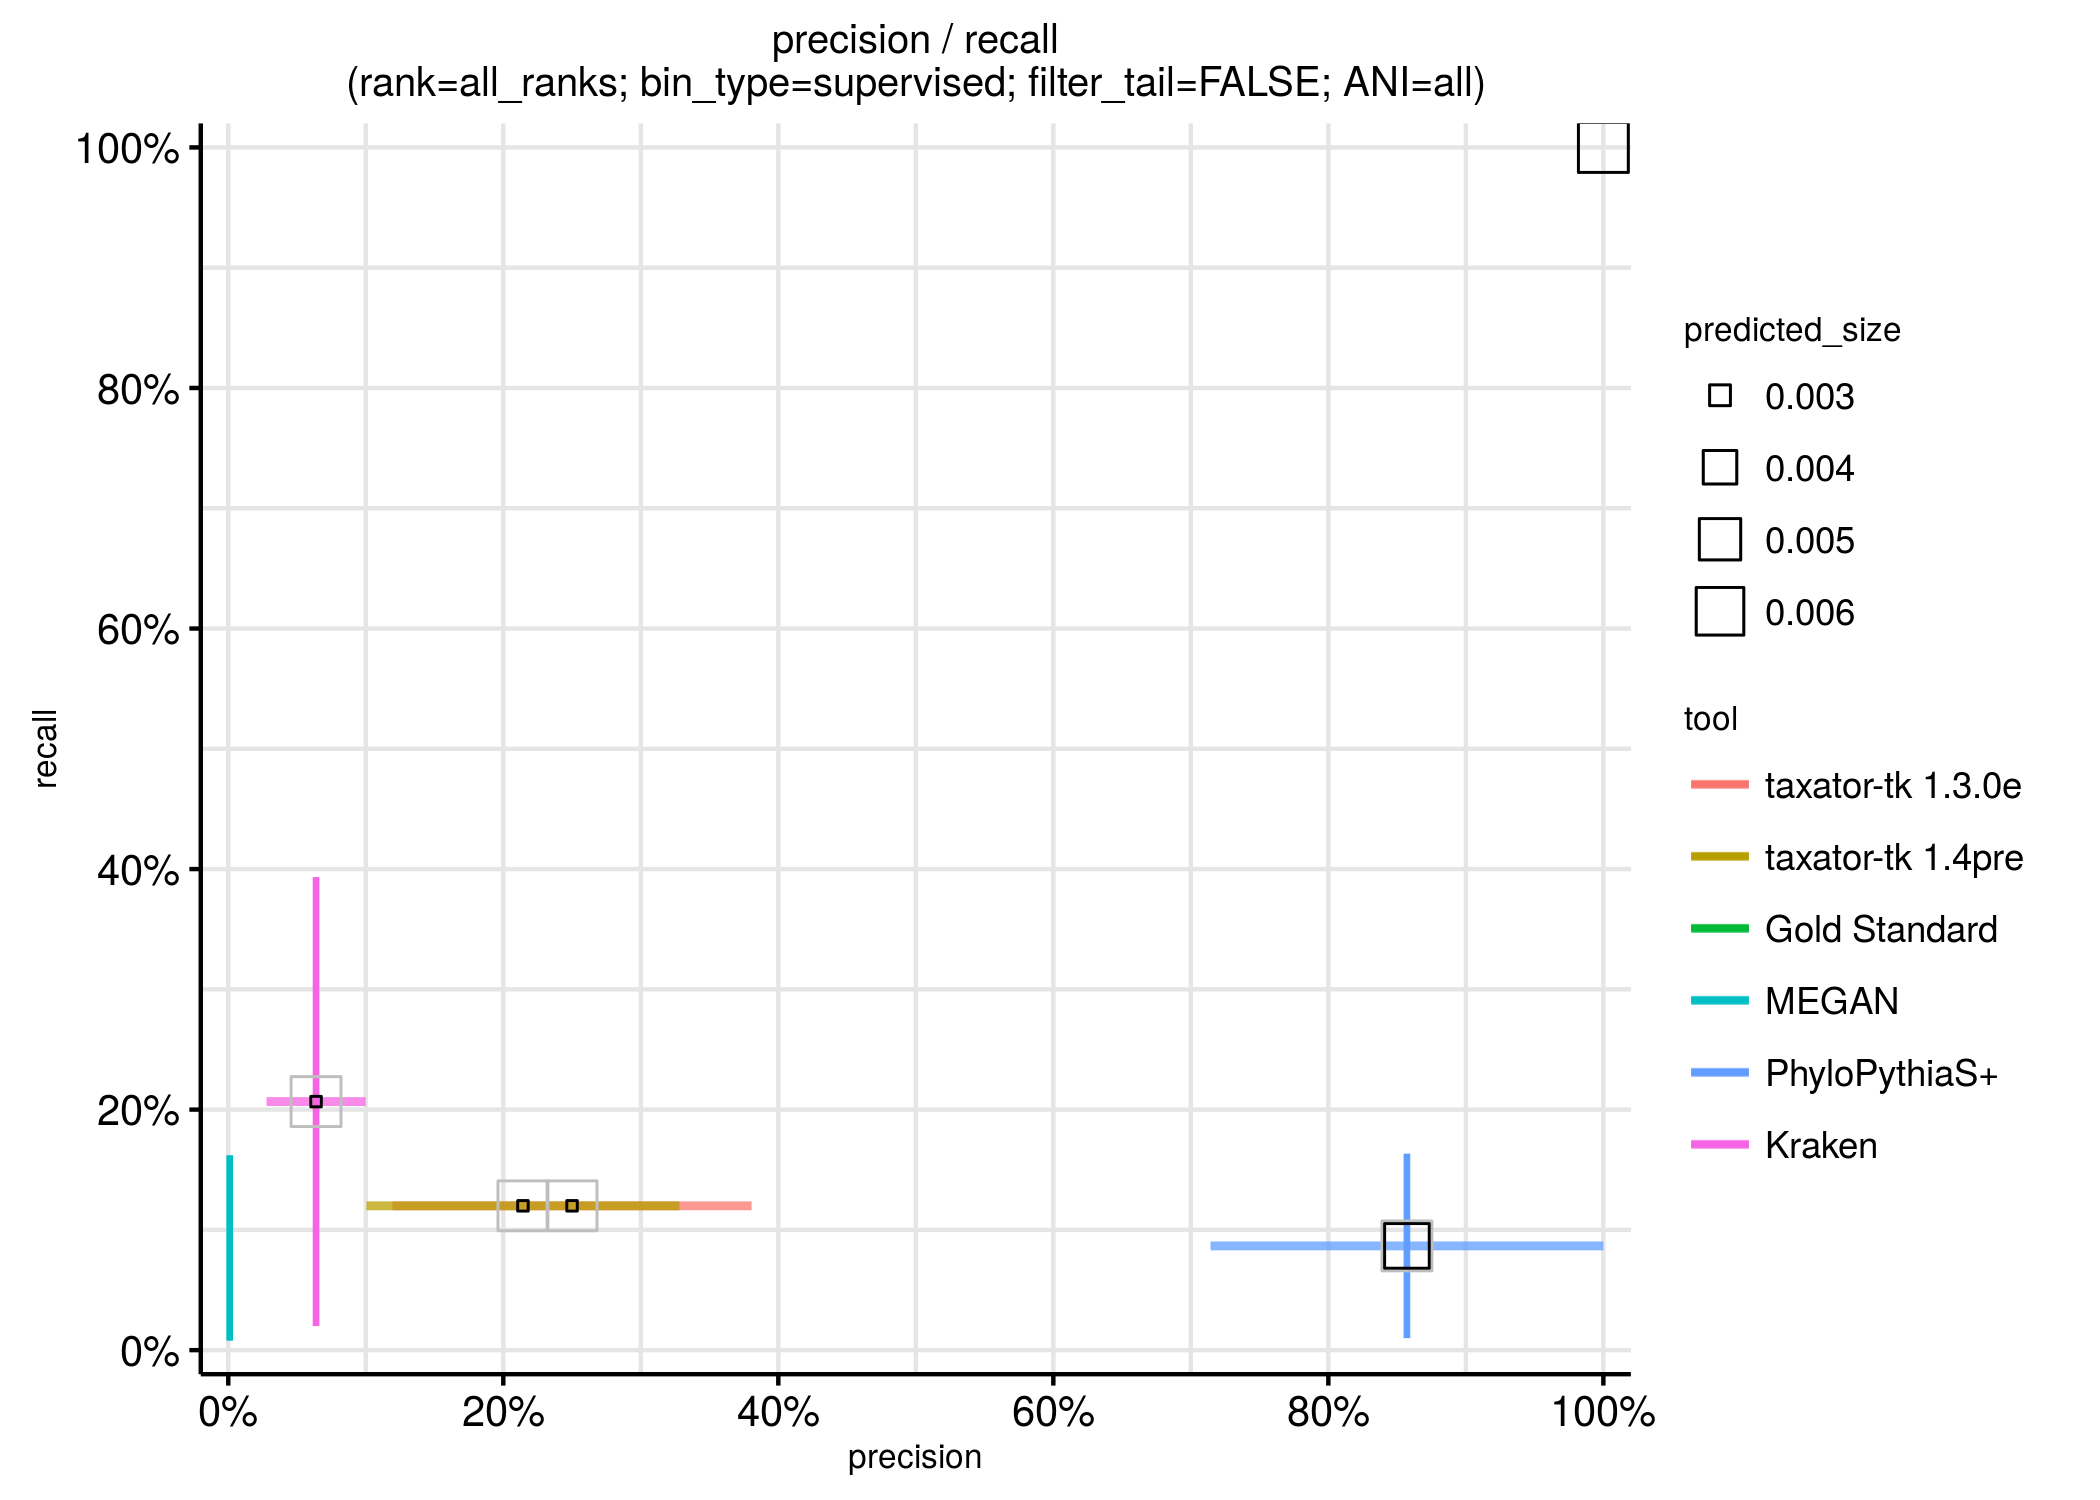 precision / recall
(rank=all_ranks; bin_type=supervised; filter_tail=FALSE; ANI=all)
100%
80%
60%
40%
20%
0%
recall
0%
20%
40%
60%
80%
100%
precision
predicted_size
0.003
0.004
0.005
0.006
tool
taxator-tk 1.3.0e
taxator-tk 1.4pre
Gold Standard
MEGAN
PhyloPythiaS+
Kraken